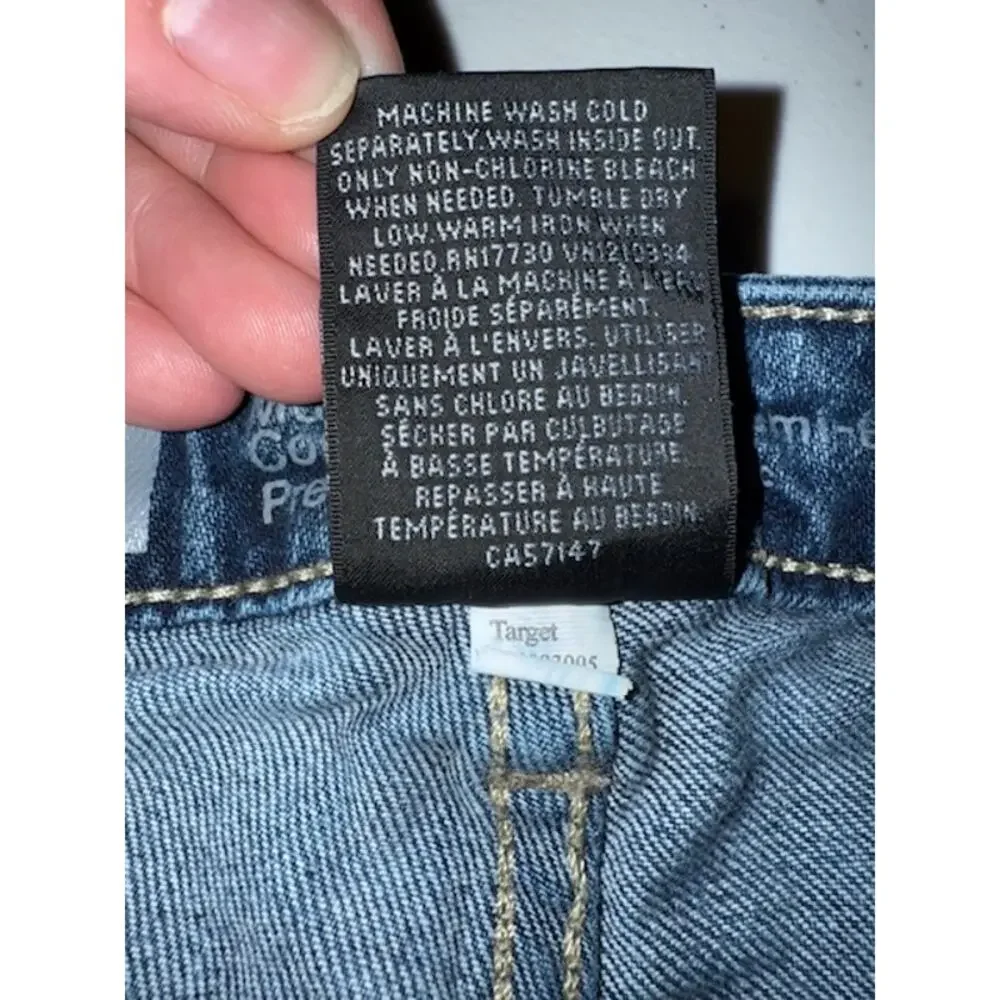 MACHINE WASH COLD
SEPARATELY.WASH INSIDE OUT.
ONLY NON-CHLORINE BLEACH
WHEN NEEDED. TUMBLE DRY
LOW.WARM IRON WHEN
NEEDED.RN17730
LAVER À LA MACHINE À L'EAU
FROIDE SÉPARÉMENT.
LAVER À L'ENVERS. UTILISER
UNIQUEMENT UN JAVELLISANT
SANS CHLORE AU BESOIN.
SÉCHER PAR CULBUTAGE
À BASSE TEMPÉRATURE.
REPASSER À HAUTE
TEMPÉRATURE AU BESOIN.
CA57147
Target